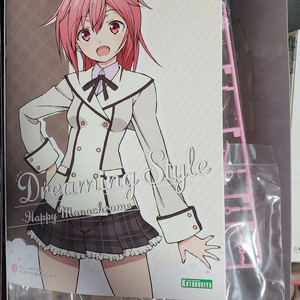 Dreaming Style
-Happy Monochrome-
KOTOBUKIYA